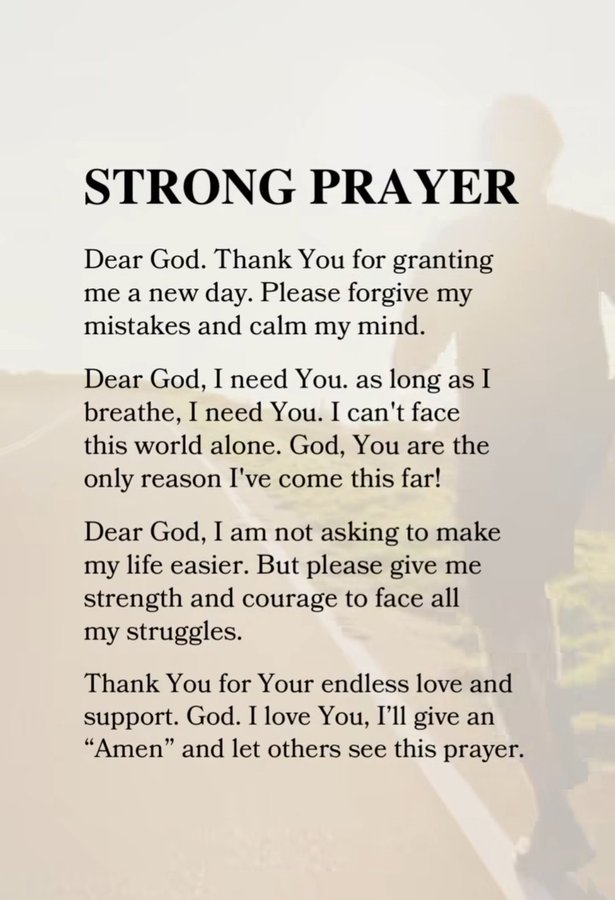 STRONG PRAYER
Dear God. Thank You for granting
me a new day. Please forgive my
mistakes and calm my mind.
Dear God, I need You. as long as I
breathe, I need You. I can't face
this world alone. God, You are the
only reason I've come this far!
Dear God, I am not asking to make
my life easier. But please give me
strength and courage to face all
my struggles.
Thank You for Your endless love and
support. God. I love You, I’ll give an
“Amen” and let others see this prayer.